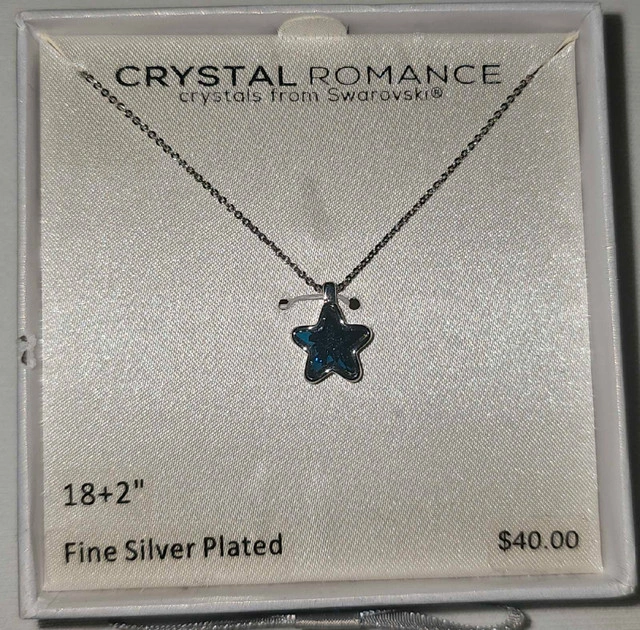 CRYSTAL ROMANCE
crystals from Swarovski®
18+2"
Fine Silver Plated
$40.00